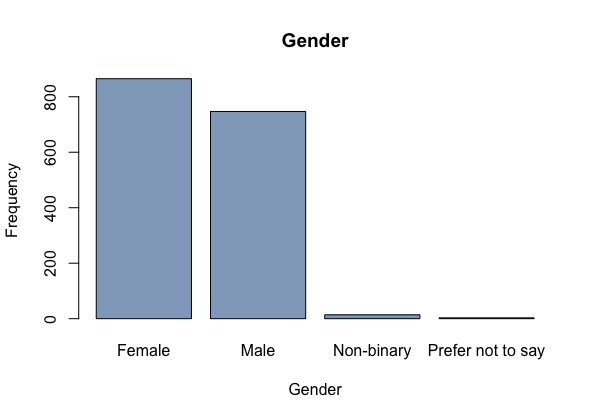 Gender
Frequency
800
600
400
200
0
Female Male Non-binary Prefer not to say
Gender